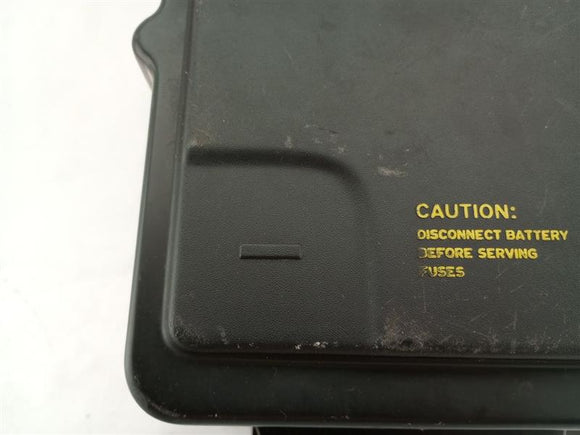 CAUTION:
DISCONNECT BATTERY
BEFORE SERVING
FUSES